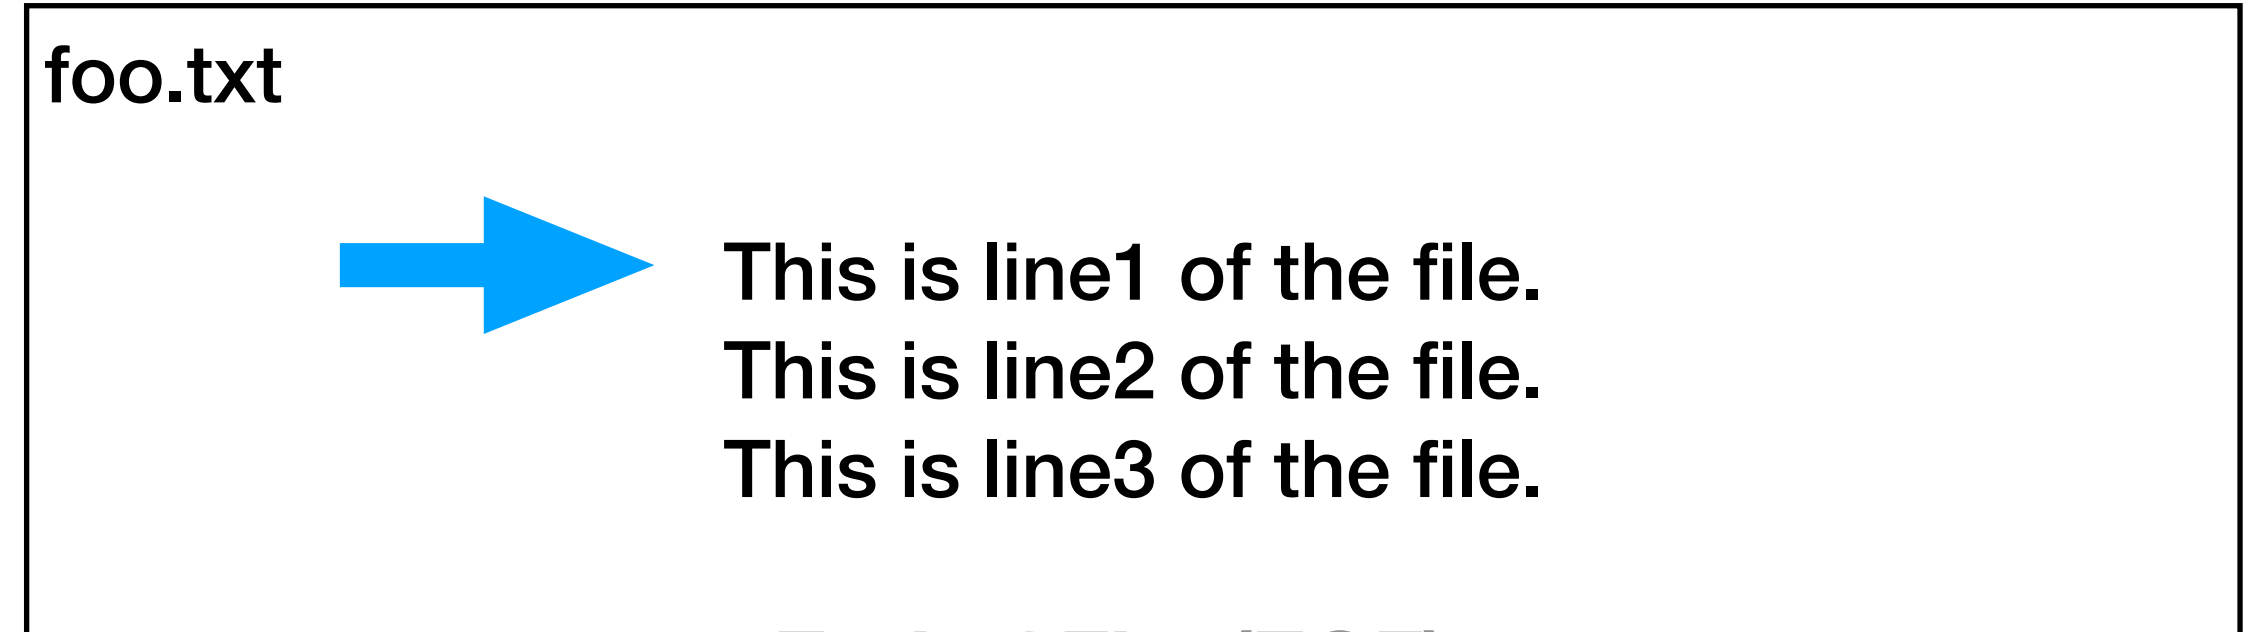 foo.txt
This is line1 of the file.
This is line2 of the file.
This is line3 of the file.